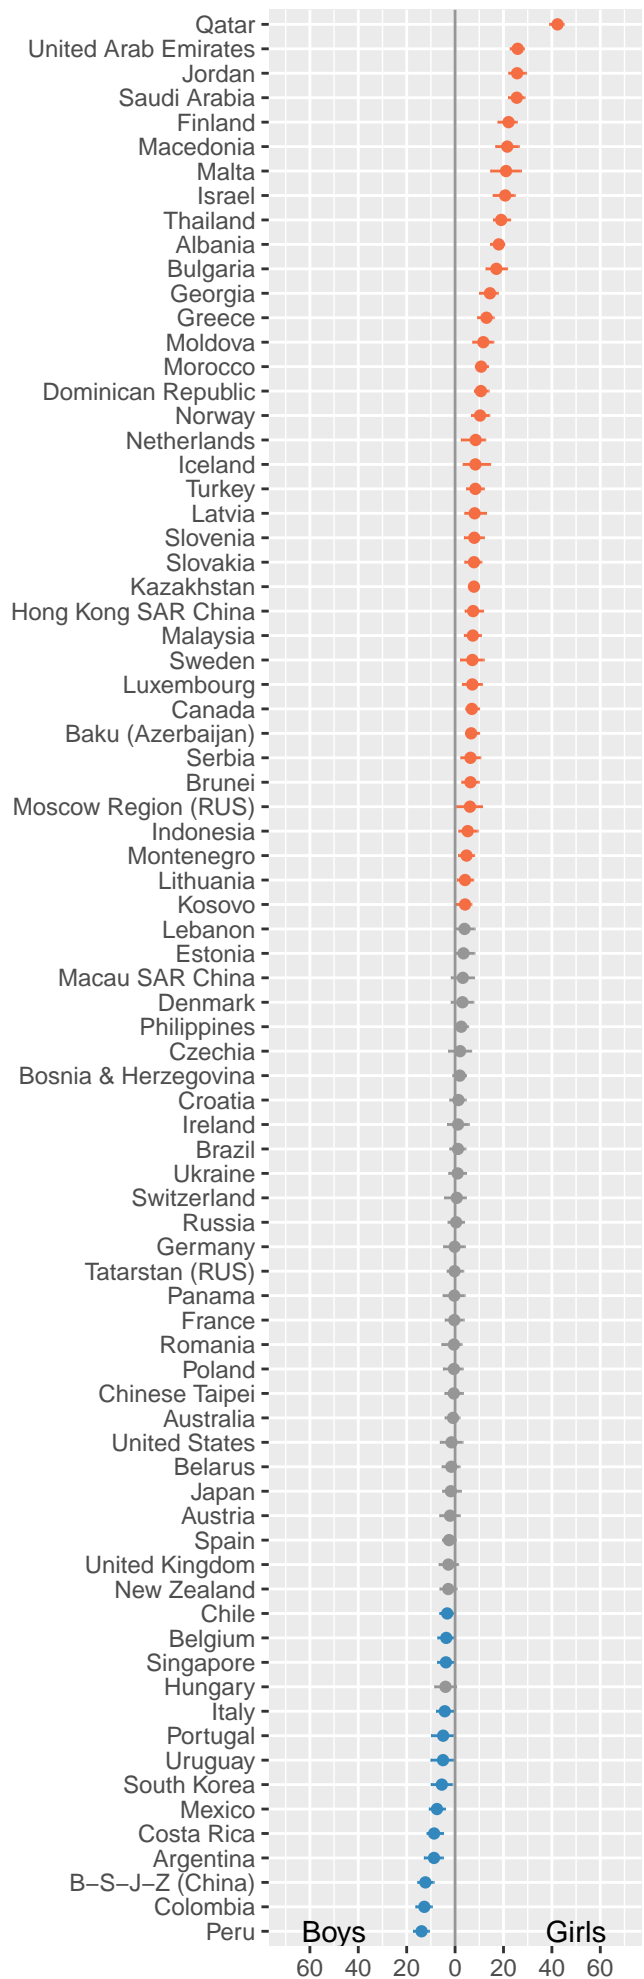 Qatar
United Arab Emirates
Jordan
Saudi Arabia
Finland
Macedonia
Malta
Israel
Thailand
Albania
Bulgaria
Georgia
Greece
Moldova
Morocco
Dominican Republic
Norway
Netherlands
Iceland
Turkey
Latvia
Slovenia
Slovakia
Kazakhstan
Hong Kong SAR China
Malaysia
Sweden
Luxembourg
Canada
Baku (Azerbaijan)
Serbia
Brunei
Moscow Region (RUS)
Indonesia
Montenegro
Lithuania
Kosovo
Lebanon
Estonia
Macau SAR China
Denmark
Philippines
Czechia
Bosnia & Herzegovina
Croatia
Ireland
Brazil
Ukraine
Switzerland
Russia
Germany
Tatarstan (RUS)
Panama
France
Romania
Poland
Chinese Taipei
Australia
United States
Belarus
Japan
Austria
Spain
United Kingdom
New Zealand
Chile
Belgium
Singapore
Hungary
Italy
Portugal
Uruguay
South Korea
Mexico
Costa Rica
Argentina
B−S−J−Z (China)
Colombia
Peru Boys Girls
60 40 20 0 20 40 60